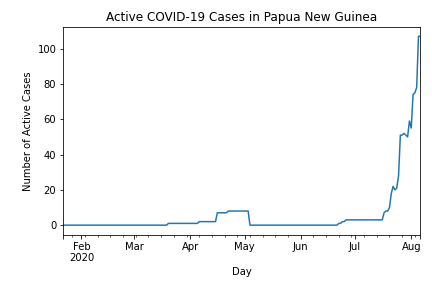 Active COVID-19 Cases in Papua New Guinea
Number of Active Cases
100
80
60
40
20
0
Feb Mar Apr May Jun Jul Aug
2020
Day